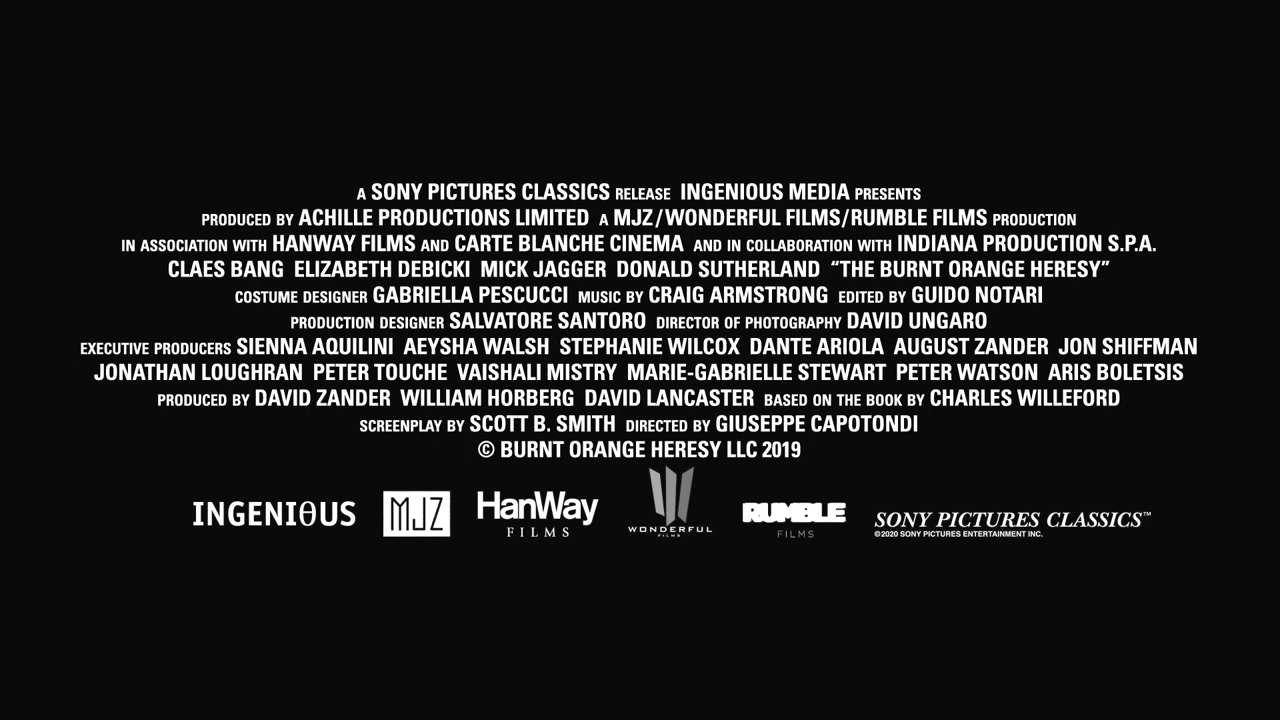 A SONY PICTURES CLASSICS RELEASE INGENIOUS MEDIA PRESENTS
PRODUCED BY ACHILLE PRODUCTIONS LIMITED A MJZ/WONDERFUL FILMS/RUMBLE FILMS PRODUCTION
IN ASSOCIATION WITH HANWAY FILMS AND CARTE BLANCHE CINEMA AND IN COLLABORATION WITH INDIANA PRODUCTION S.P.A.
CLAES BANG ELIZABETH DEBICKI MICK JAGGER DONALD SUTHERLAND “THE BURNT ORANGE HERESY”
COSTUME DESIGNER GABRIELLA PESCUCCI MUSIC BY CRAIG ARMSTRONG EDITED BY GUIDO NOTARI
PRODUCTION DESIGNER SALVATORE SANTORO DIRECTOR OF PHOTOGRAPHY DAVID UNGARO
EXECUTIVE PRODUCERS SIENNA AQUILINI AEYSHA WALSH STEPHANIE WILCOX DANTE ARIOLA AUGUST ZANDER JON SHIFFMAN
JONATHAN LOUGHRAN PETER TOUCHE VAISHALI MISTRY MARIE-GABRIELLE STEWART PETER WATSON ARIS BOLETSIS
PRODUCED BY DAVID ZANDER WILLIAM HORBERG DAVID LANCASTER BASED ON THE BOOK BY CHARLES WILLEFORD
SCREENPLAY BY SCOTT B. SMITH DIRECTED BY GIUSEPPE CAPOTONDI
© BURNT ORANGE HERESY LLC 2019
INGENIθUS
MJZ
HanWay
FILMS
WONDERFUL
FILMS
RUMBLE
FILMS
SONY PICTURES CLASSICS™
©2020 SONY PICTURES ENTERTAINMENT INC.